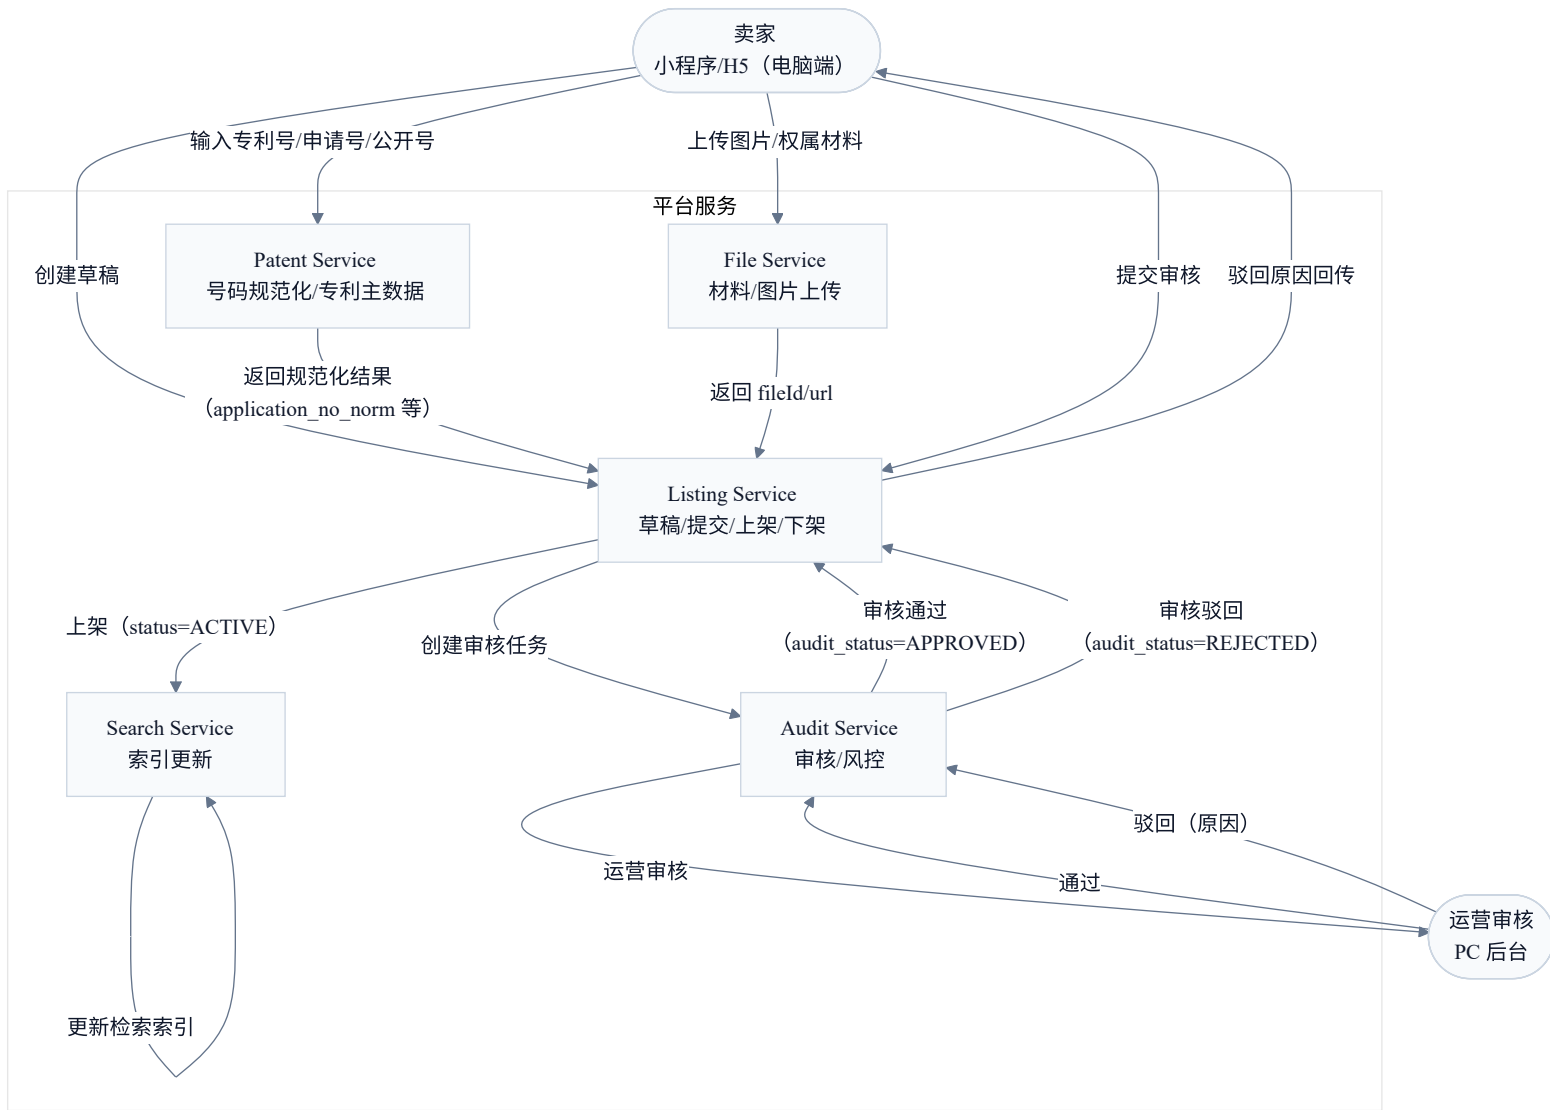 卖家
小程序/H5（电脑端）
输入专利号/申请号/公开号
上传图片/权属材料
平台服务
Patent Service
号码规范化/专利主数据
File Service
材料/图片上传
创建草稿
提交审核
驳回原因回传
返回规范化结果
（application_no_norm 等）
返回 fileId/url
Listing Service
草稿/提交/上架/下架
上架（status=ACTIVE）
创建审核任务
审核通过
（audit_status=APPROVED）
审核驳回
（audit_status=REJECTED）
Search Service
索引更新
Audit Service
审核/风控
驳回（原因）
运营审核
通过
运营审核
PC 后台
更新检索索引